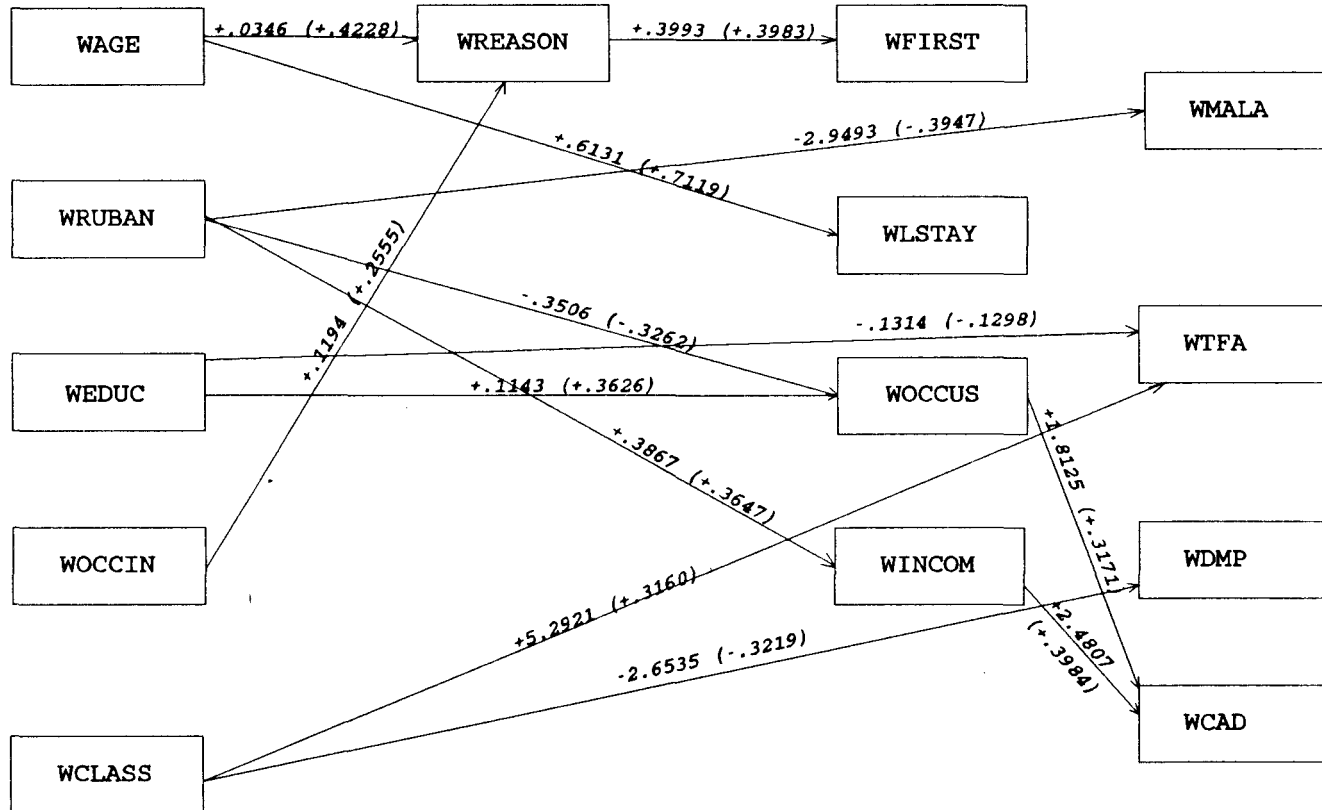 WAGE
+.0346 (+.4228)
WREASON
+.3993 (+.3983)
WFIRST
WMALA
-2.9493 (-.3947)
+.6131 (+.7119)
WRUBAN
WLSTAY
+.1194 (+.2555)
-.3506 (-.3262)
-.1314 (-.1298)
WTFA
WEDUC
+.1143 (+.3626)
WOCCUS
+.3867 (+.3647)
+1.8125 (+.3171)
WOCCIN
WINCOM
WDMP
+5.2921 (+.3160)
-2.6535 (-.3219)
+2.4807
(+.3984)
WCAD
WCLASS